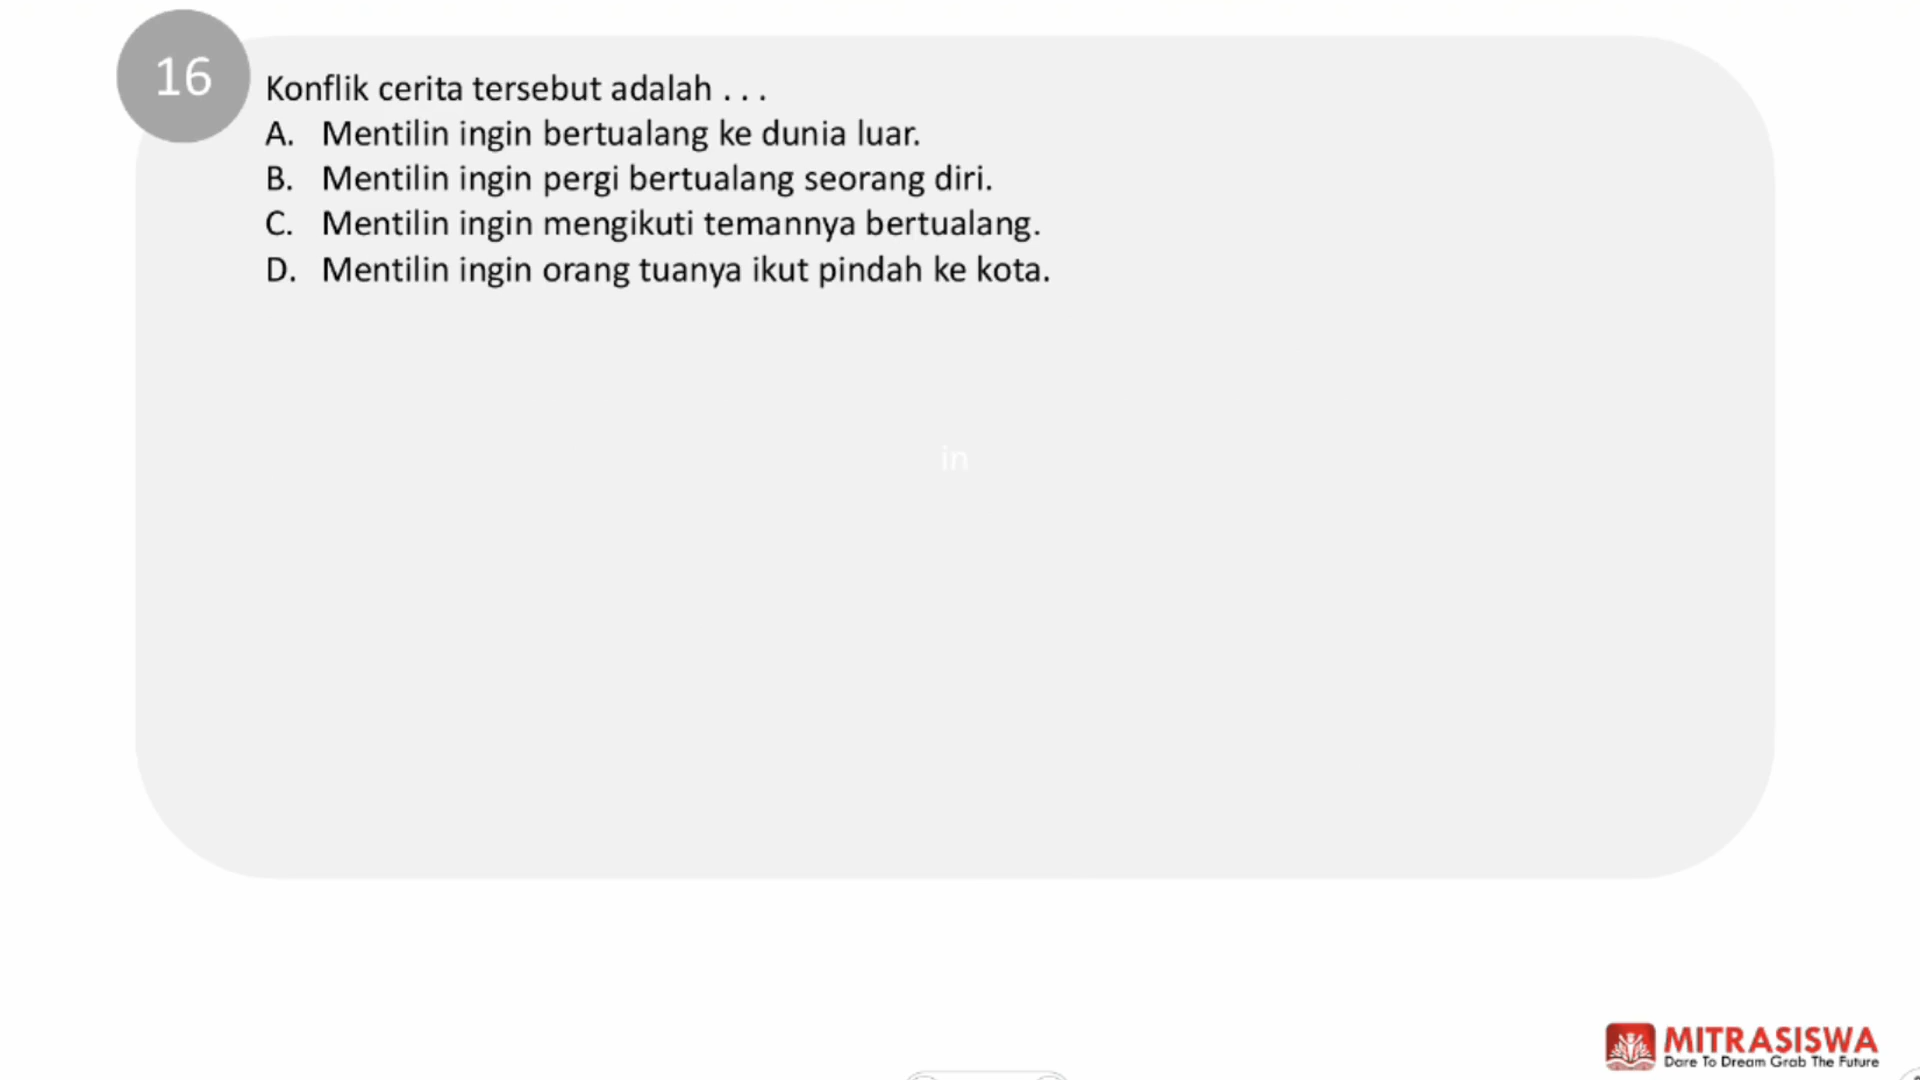 16
Konflik cerita tersebut adalah . . .
A. Mentilin ingin bertualang ke dunia luar.
B. Mentilin ingin pergi bertualang seorang diri.
C. Mentilin ingin mengikuti temannya bertualang.
D. Mentilin ingin orang tuanya ikut pindah ke kota.
in
MITRASISWA
Dare To Dream Grab The Future